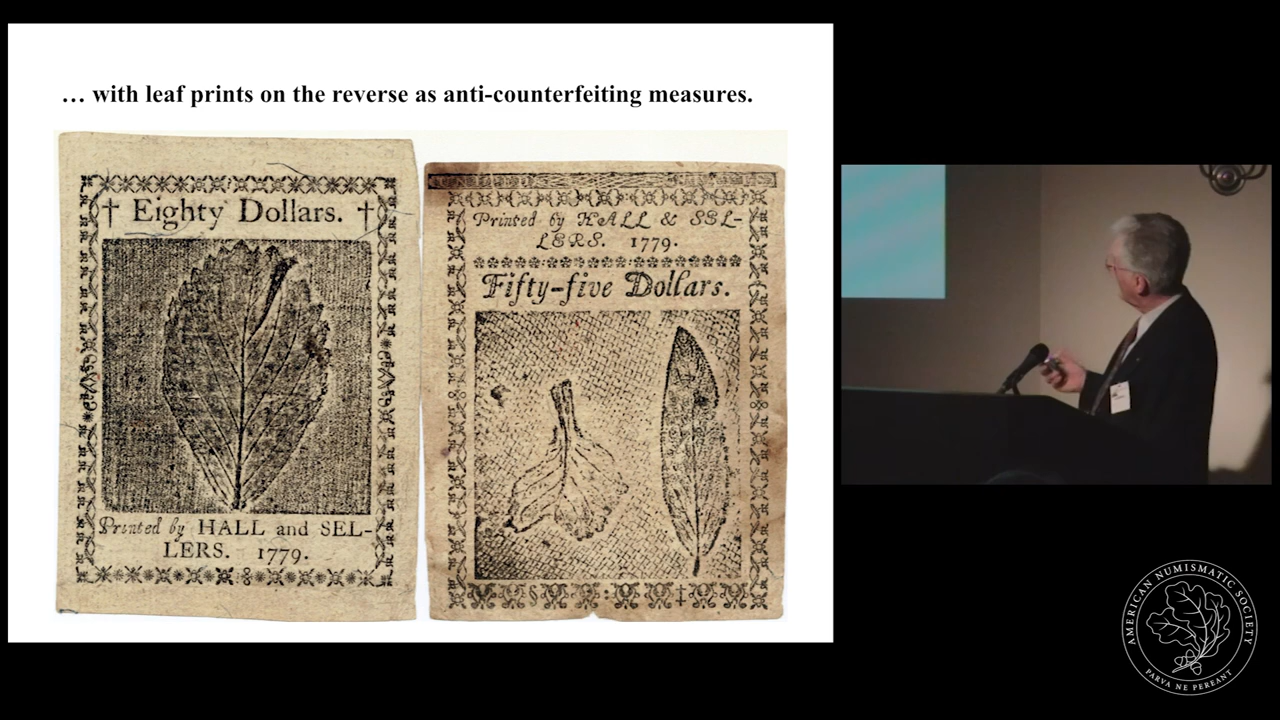 … with leaf prints on the reverse as anti-counterfeiting measures.
† Eighty Dollars. †
Printed by HALL and SEL-
LERS. 1779.
Printed by HALL & SEL-
LERS. 1779.
Fifty-five Dollars.
AMERICAN NUMISMATIC SOCIETY
PARVA NE PEREANT